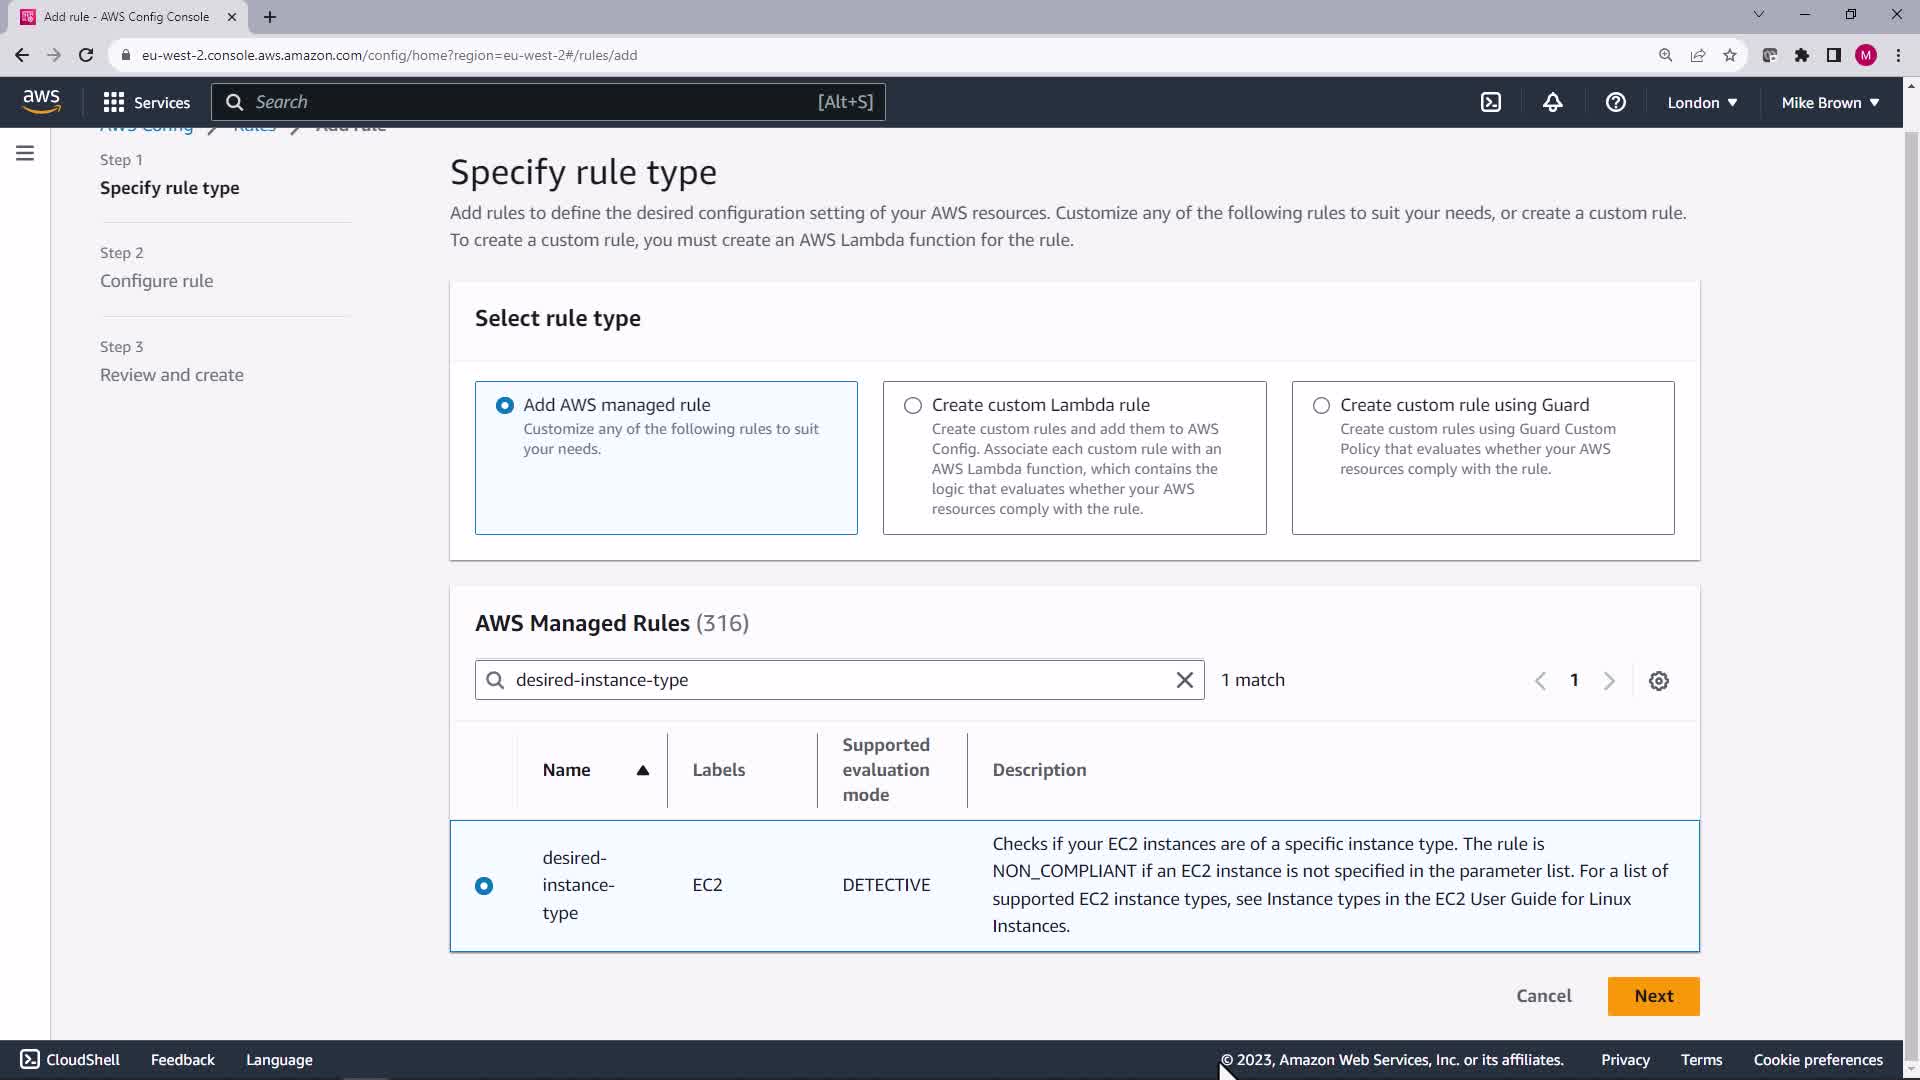 Add rule - AWS Config Console
eu-west-2.console.aws.amazon.com/config/home?region=eu-west-2#/rules/add
M
aws
Services
Search
[Alt+S]
London
Mike Brown
AWS Config
Rules
Add rule
Step 1
Specify rule type
Step 2
Configure rule
Step 3
Review and create
Specify rule type
Add rules to define the desired configuration setting of your AWS resources. Customize any of the following rules to suit your needs, or create a custom rule.
To create a custom rule, you must create an AWS Lambda function for the rule.
Select rule type
Add AWS managed rule
Customize any of the following rules to suit
your needs.
Create custom Lambda rule
Create custom rules and add them to AWS
Config. Associate each custom rule with an
AWS Lambda function, which contains the
logic that evaluates whether your AWS
resources comply with the rule.
Create custom rule using Guard
Create custom rules using Guard Custom
Policy that evaluates whether your AWS
resources comply with the rule.
AWS Managed Rules (316)
desired-instance-type
1 match
1
Name
Labels
Supported
evaluation
mode
Description
desired-
instance-
type
EC2
DETECTIVE
Checks if your EC2 instances are of a specific instance type. The rule is
NON_COMPLIANT if an EC2 instance is not specified in the parameter list. For a list of
supported EC2 instance types, see Instance types in the EC2 User Guide for Linux
Instances.
Cancel
Next
CloudShell
Feedback
Language
© 2023, Amazon Web Services, Inc. or its affiliates.
Privacy
Terms
Cookie preferences